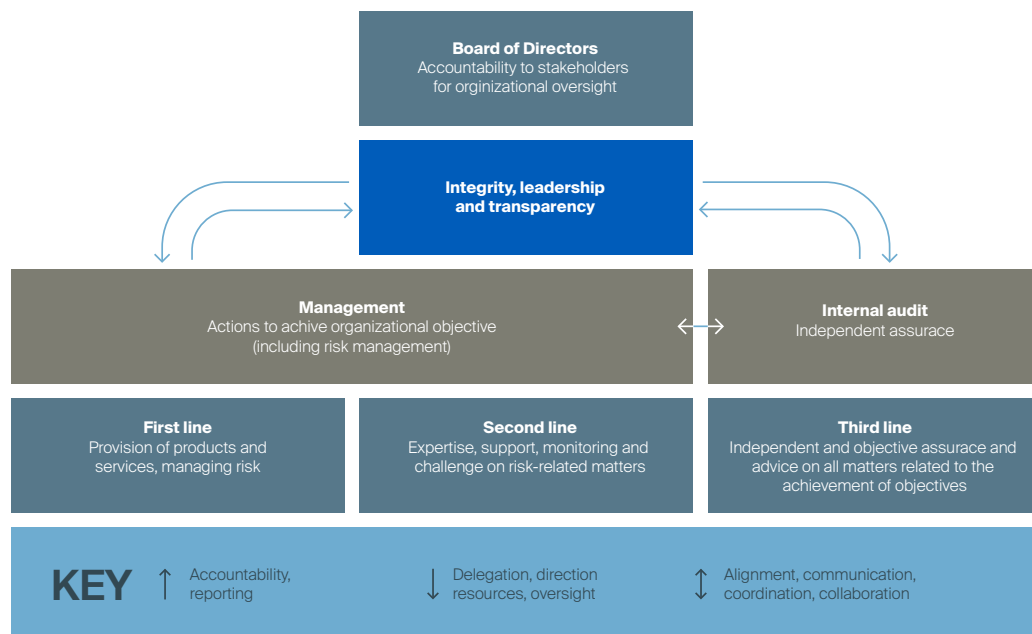 Board of Directors
Accountability to stakeholders
for orginizational oversight
Integrity, leadership
and transparency
Management
Actions to achive organizational objective
(including risk management)
Internal audit
Independent assurace
First line
Provision of products and
services, managing risk
Second line
Expertise, support, monitoring and
challenge on risk-related matters
Third line
Independent and objective assurace and
advice on all matters related to the
achievement of objectives
KEY
Accountability,
reporting
Delegation, direction
resources, oversight
Alignment, communication,
coordination, collaboration